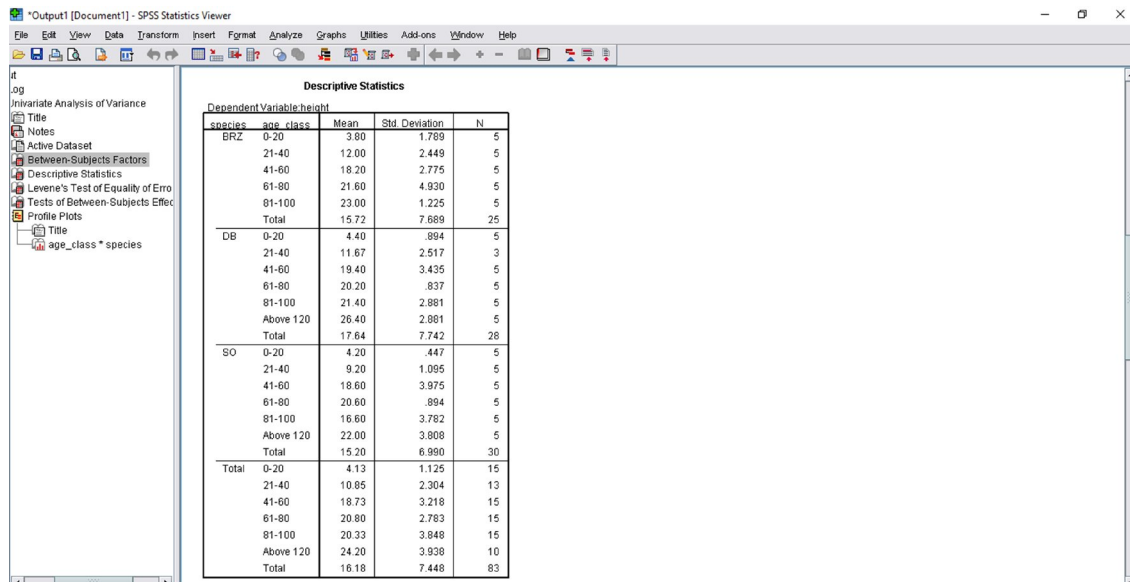 *Output1 [Document1] - SPSS Statistics Viewer
File Edit View Data Transform Insert Format Analyze Graphs Utilities Add-ons Window Help
ut
.og
Jnivariate Analysis of Variance
Title
Notes
Active Dataset
Between-Subjects Factors
Descriptive Statistics
Levene's Test of Equality of Erro
Tests of Between-Subjects Effec
Profile Plots
Title
age_class * species
Descriptive Statistics
Dependent Variable:height
species age_class Mean Std. Deviation N
BRZ 0-20 3.80 1.789 5
21-40 12.00 2.449 5
41-60 18.20 2.775 5
61-80 21.60 4.930 5
81-100 23.00 1.225 5
Total 15.72 7.689 25
DB 0-20 4.40 .894 5
21-40 11.67 2.517 3
41-60 19.40 3.435 5
61-80 20.20 .837 5
81-100 21.40 2.881 5
Above 120 26.40 2.881 5
Total 17.64 7.742 28
SO 0-20 4.20 .447 5
21-40 9.20 1.095 5
41-60 18.60 3.975 5
61-80 20.60 .894 5
81-100 16.60 3.782 5
Above 120 22.00 3.808 5
Total 15.20 6.990 30
Total 0-20 4.13 1.125 15
21-40 10.85 2.304 13
41-60 18.73 3.218 15
61-80 20.80 2.783 15
81-100 20.33 3.848 15
Above 120 24.20 3.938 10
Total 16.18 7.448 83